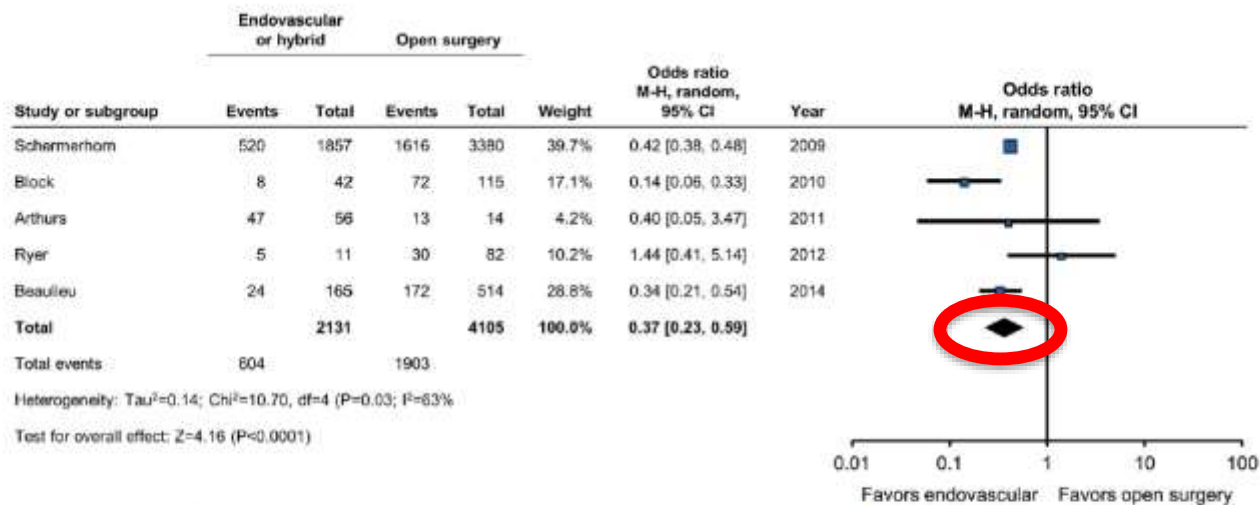 Endovascular or hybrid Open surgery
Study or subgroup Events Total Events Total Weight Odds ratio M-H, random, 95% CI Year Odds ratio M-H, random, 95% CI
Schermerhorn 520 1857 1616 3380 39.7% 0.42 [0.38, 0.48] 2009
Block 8 42 72 115 17.1% 0.14 [0.06, 0.33] 2010
Arthurs 47 56 13 14 4.2% 0.40 [0.05, 3.47] 2011
Ryer 5 11 30 82 10.2% 1.44 [0.41, 5.14] 2012
Beaulieu 24 165 172 514 28.8% 0.34 [0.21, 0.54] 2014
Total 2131 4105 100.0% 0.37 [0.23, 0.59]
Total events 604 1903
Heterogeneity: Tau²=0.14; Chi²=10.70, df=4 (P=0.03; I²=63%
Test for overall effect: Z=4.16 (P<0.0001)
0.01 0.1 1 10 100
Favors endovascular Favors open surgery